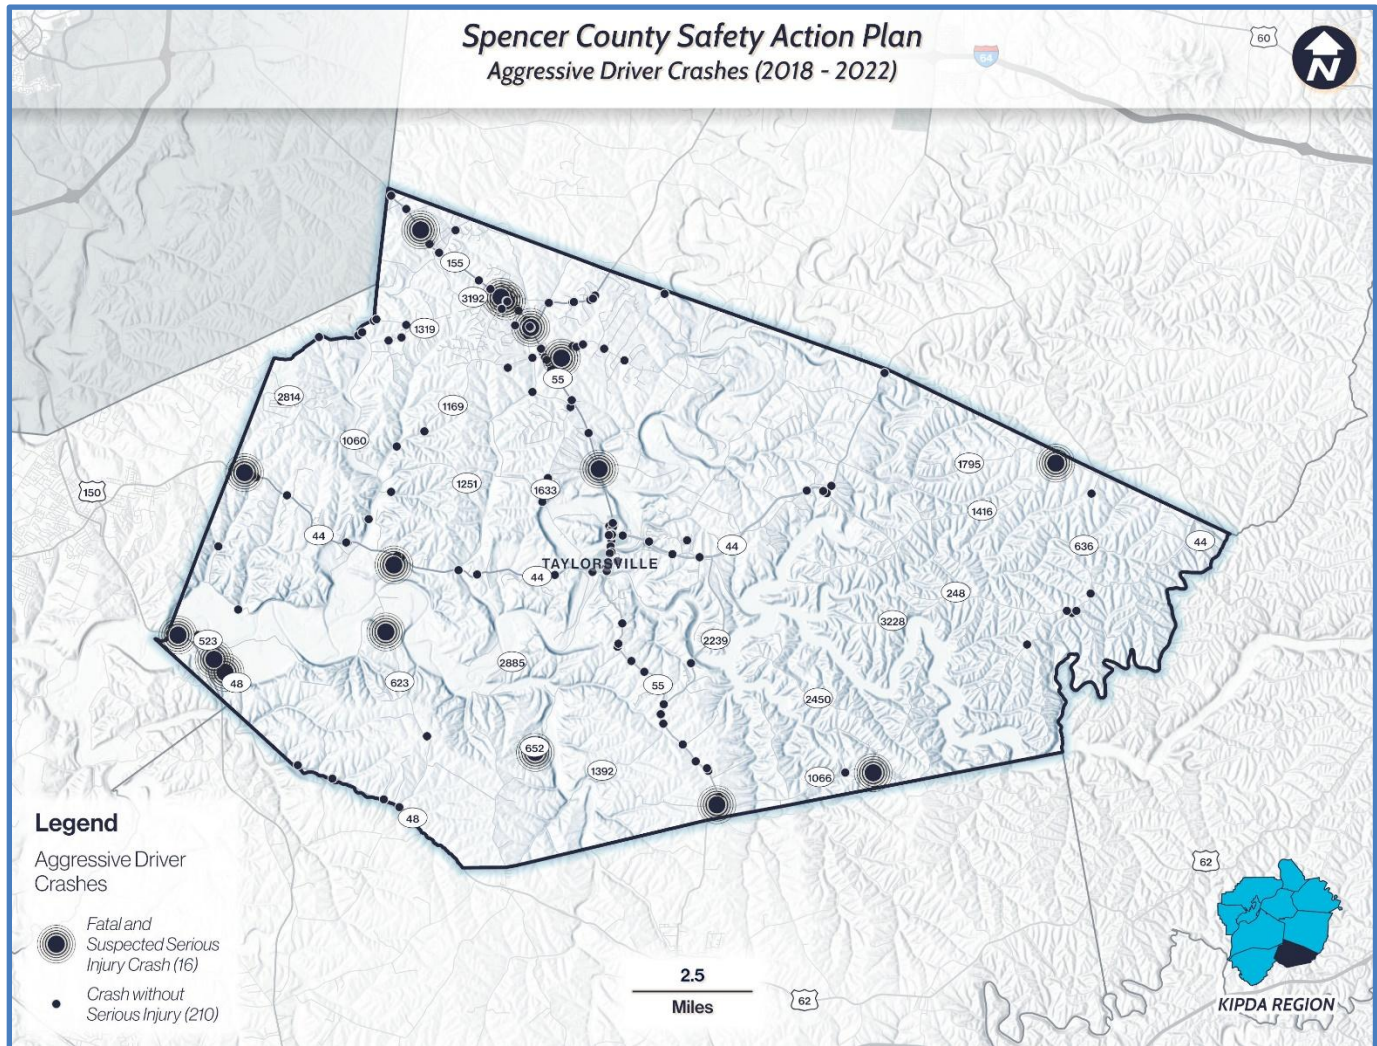 Spencer County Safety Action Plan
Aggressive Driver Crashes (2018 - 2022)
64
60
N
155
3192
1319
55
2814
1169
1060
1795
150
1251
1633
1416
44
44
636
44
TAYLORSVILLE
44
248
3228
523
2239
2885
48
623
55
2450
652
1392
1066
48
62
62
Legend
Aggressive Driver
Crashes
Fatal and
Suspected Serious
Injury Crash (16)
Crash without
Serious Injury (210)
2.5
Miles
KIPDA REGION